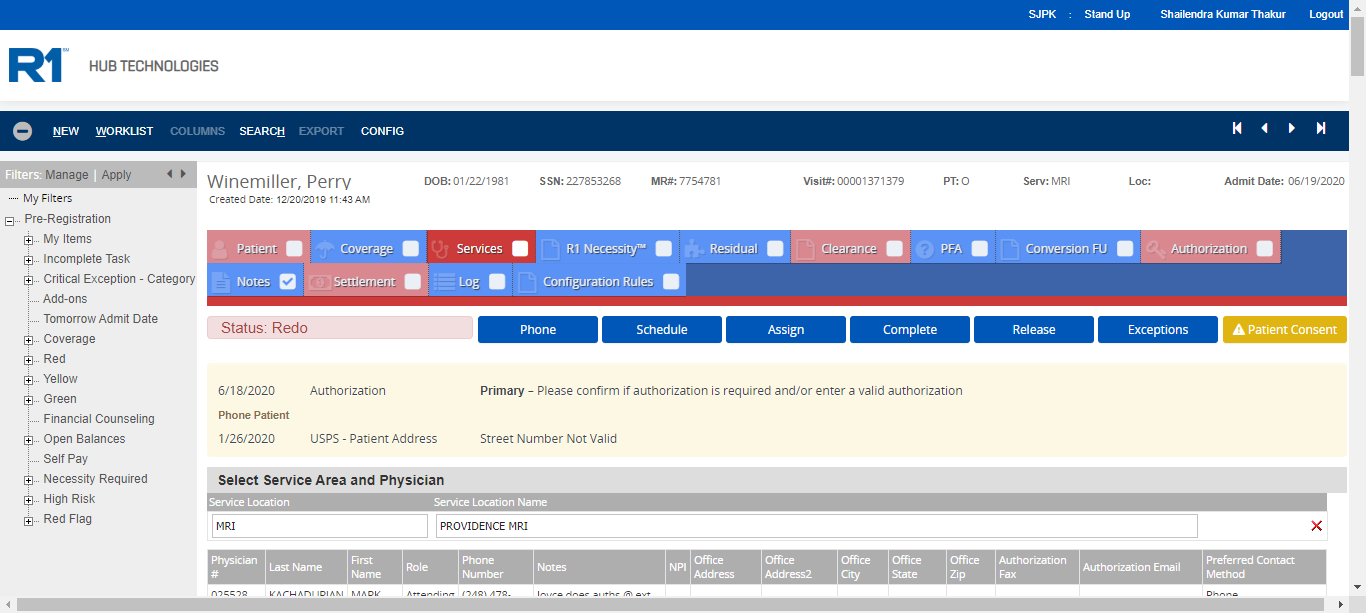 SJPK : Stand Up Shailendra Kumar Thakur Logout
R1 HUB TECHNOLOGIES
NEW WORKLIST COLUMNS SEARCH EXPORT CONFIG
Filters: Manage | Apply
My Filters
Pre-Registration
My Items
Incomplete Task
Critical Exception - Category
Add-ons
Tomorrow Admit Date
Coverage
Red
Yellow
Green
Financial Counseling
Open Balances
Self Pay
Necessity Required
High Risk
Red Flag
Winemiller, Perry DOB: 01/22/1981 SSN: 227853268 MR#: 7754781 Visit#: 00001371379 PT: O Serv: MRI Loc: Admit Date: 06/19/2020
Created Date: 12/20/2019 11:43 AM
Patient Coverage Services R1 Necessity™ Residual Clearance PFA Conversion FU Authorization
Notes Settlement Log Configuration Rules
Status: Redo Phone Schedule Assign Complete Release Exceptions Patient Consent
6/18/2020 Authorization Primary – Please confirm if authorization is required and/or enter a valid authorization
Phone Patient
1/26/2020 USPS - Patient Address Street Number Not Valid
Select Service Area and Physician
Service Location Service Location Name
MRI PROVIDENCE MRI
Physician # Last Name First Name Role Phone Number Notes NPI Office Address Office Address2 Office City Office State Office Zip Authorization Fax Authorization Email Preferred Contact Method
025528 KACHADURIAN MARK Attending (248) 478- Joyce does auths @ ext Phone